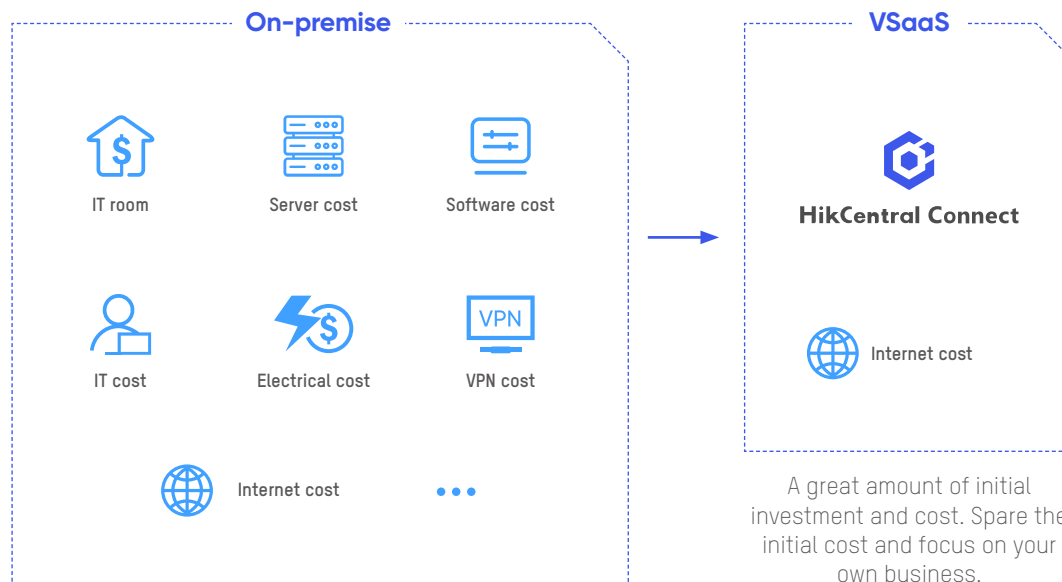 On-premise
VSaaS
$
IT room
Server cost
Software cost
HikCentral Connect
$
VPN
IT cost
Electrical cost
VPN cost
Internet cost
Internet cost
A great amount of initial
investment and cost. Spare the
initial cost and focus on your
own business.